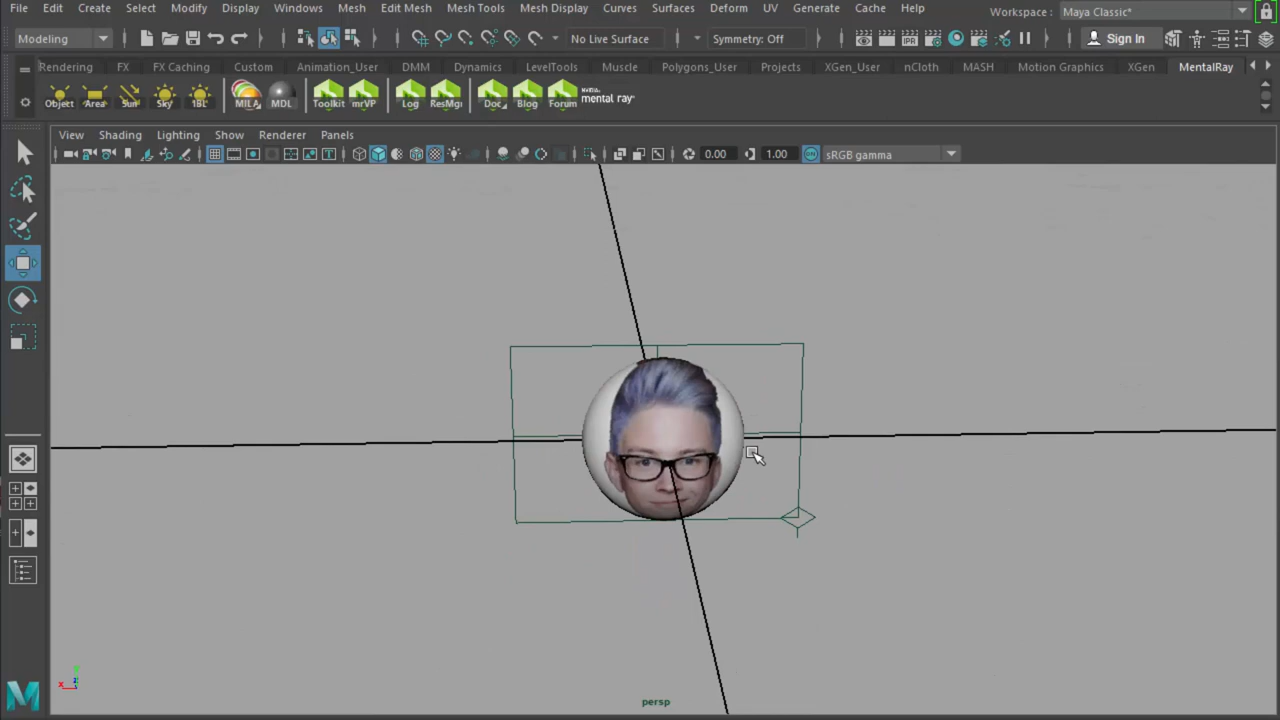 File Edit Create Select Modify Display Windows Mesh Edit Mesh Mesh Tools Mesh Display Curves Surfaces Deform UV Generate Cache Help Workspace : Maya Classic*
Modeling No Live Surface Symmetry: Off Sign In
Rendering FX FX Caching Custom Animation_User DMM Dynamics LevelTools Muscle Polygons_User Projects XGen_User nCloth MASH Motion Graphics XGen MentalRay
Object Area Sun Sky IBL MILA MDL Toolkit mrVP Log ResMgr Doc Blog Forum mental ray
View Shading Lighting Show Renderer Panels
0.00 1.00 sRGB gamma
persp